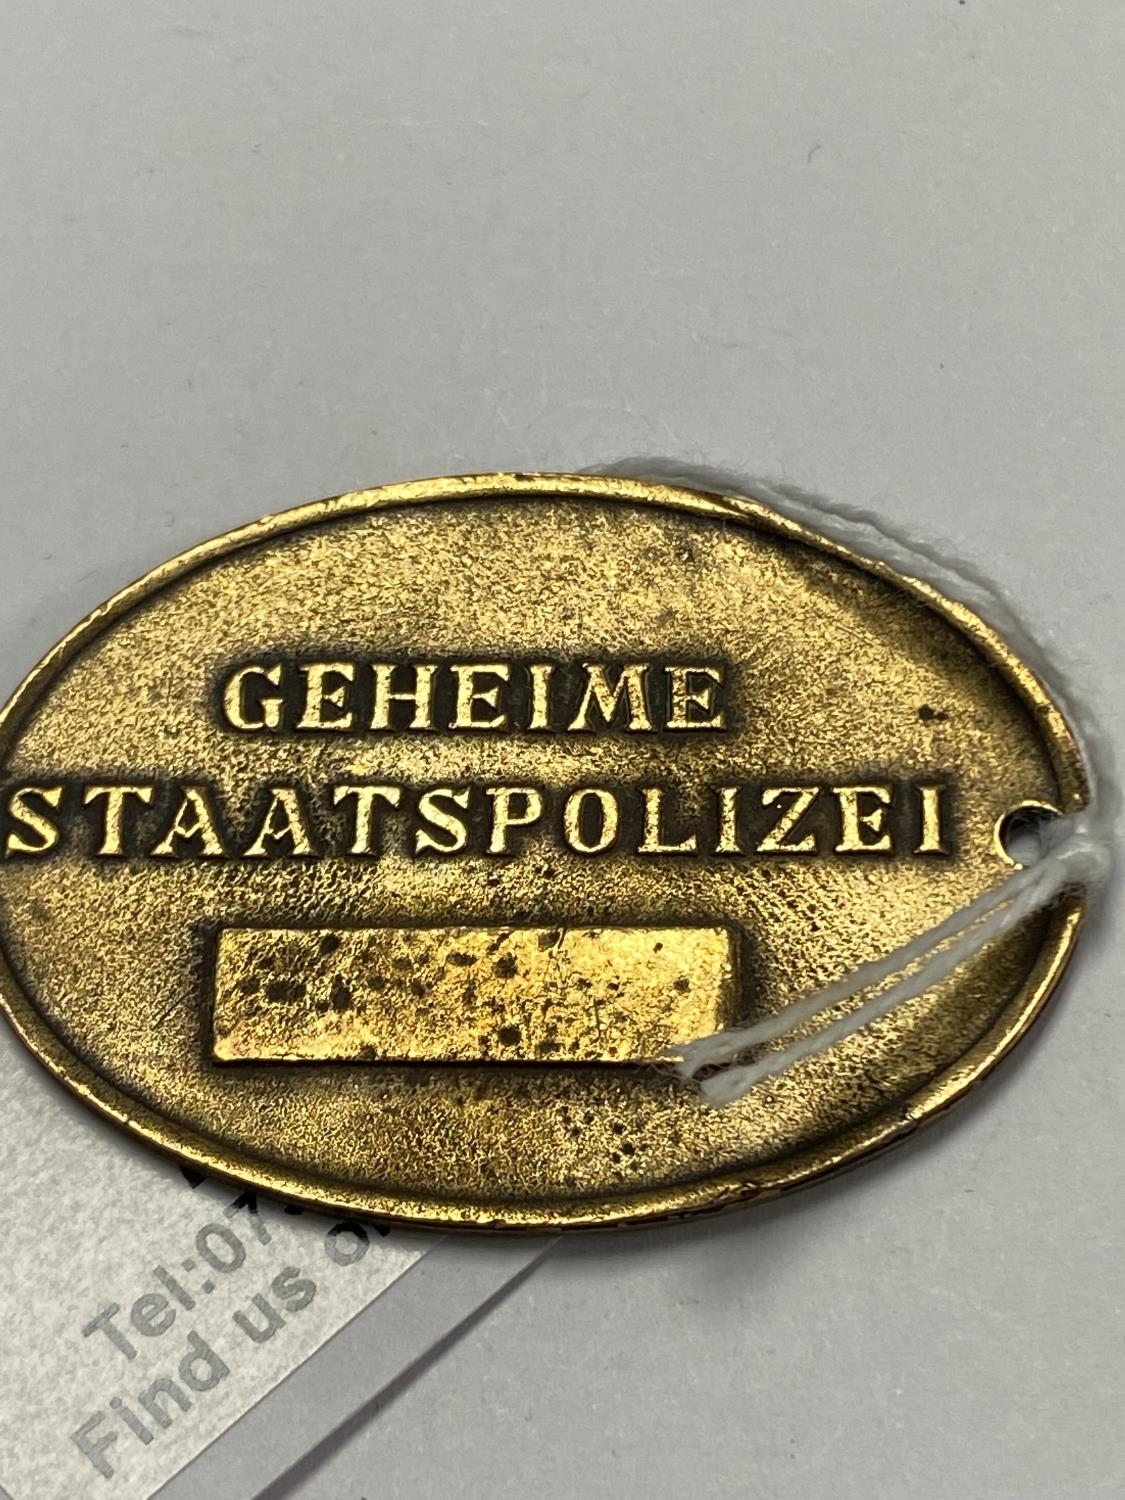 GEHEIME
STAATSPOLIZEI
Tel:07
Find us